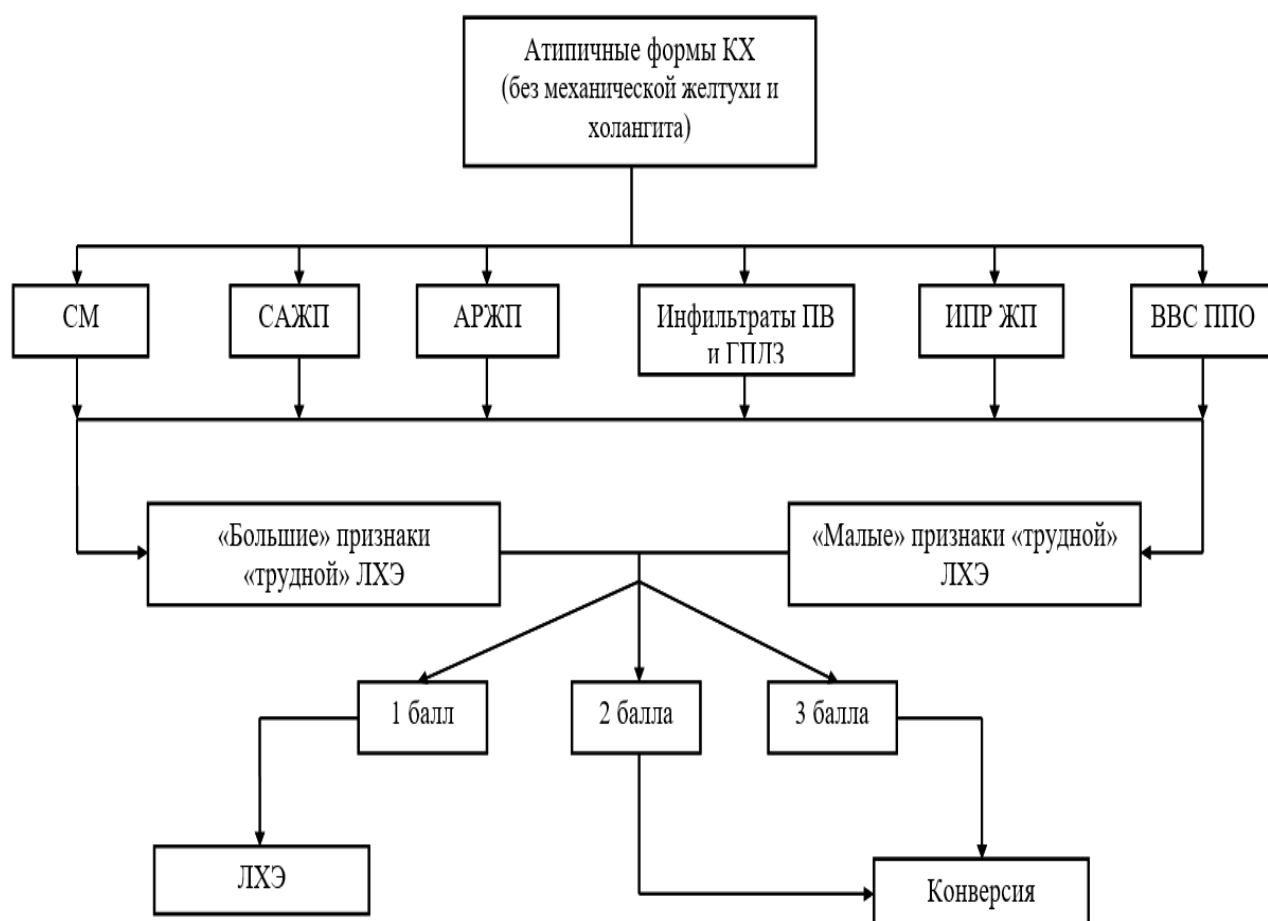 Атипичные формы КХ
(без механической желтухи и
холангита)
СМ
САЖП
АРЖП
Инфильтраты ПВ
и ГПДЗ
ИПР ЖП
ВВС ППО
«Большие» признаки
«трудной» ЛХЭ
«Малые» признаки «трудной»
ЛХЭ
1 балл
2 балла
3 балла
ЛХЭ
Конверсия